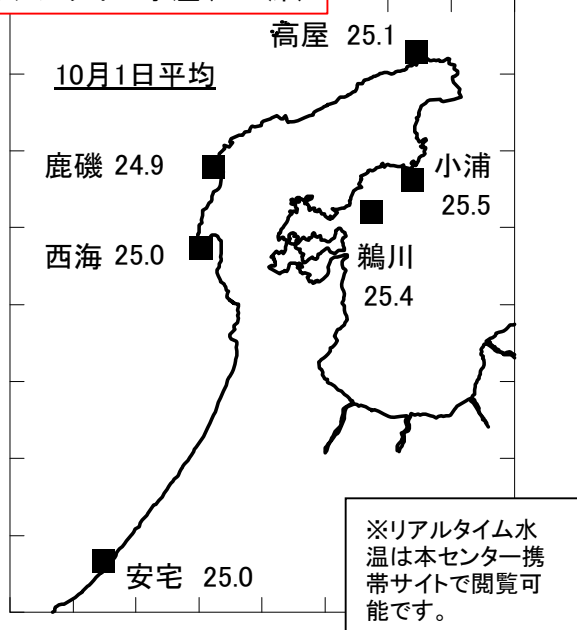 高屋 25.1
10月1日平均
鹿磯 24.9
小浦
25.5
西海 25.0
鵜川
25.4
安宅 25.0
※リアルタイム水
温は本センター携
帯サイトで閲覧可
能です。